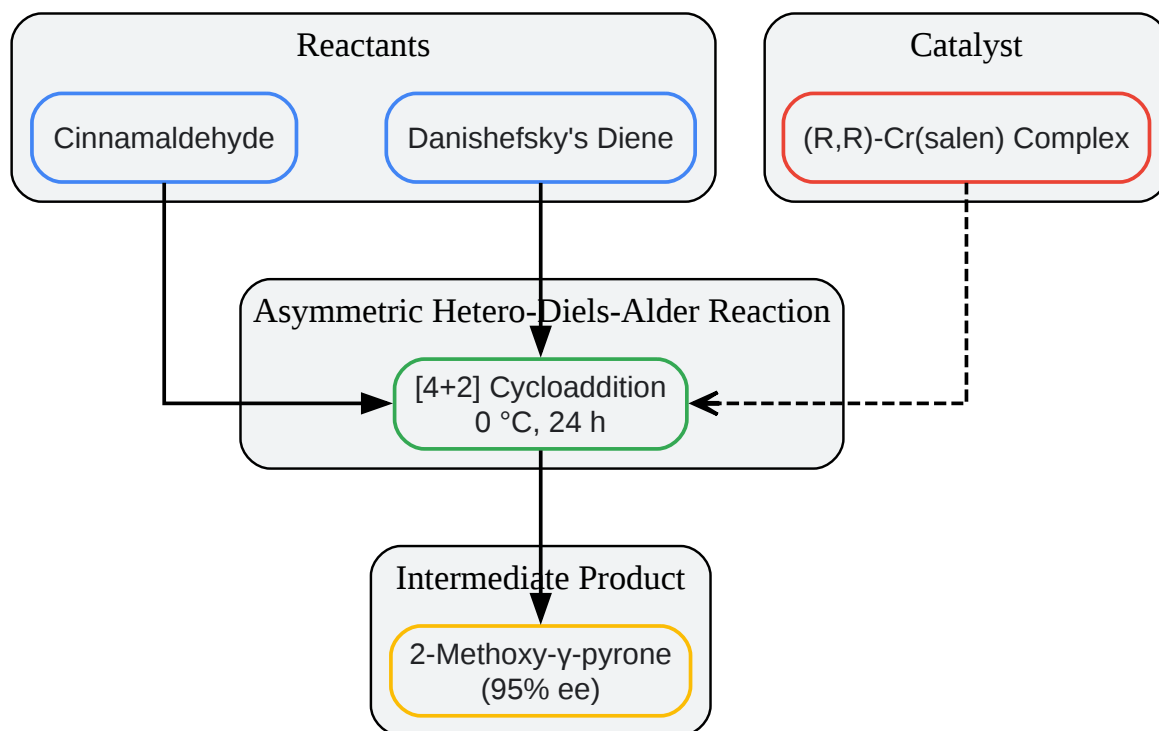 Reactants
Catalyst
Cinnamaldehyde
Danishefsky's Diene
(R,R)-Cr(salen) Complex
Asymmetric Hetero-Diels-Alder Reaction
[4+2] Cycloaddition
0 °C, 24 h
Intermediate Product
2-Methoxy-γ-pyrone
(95% ee)